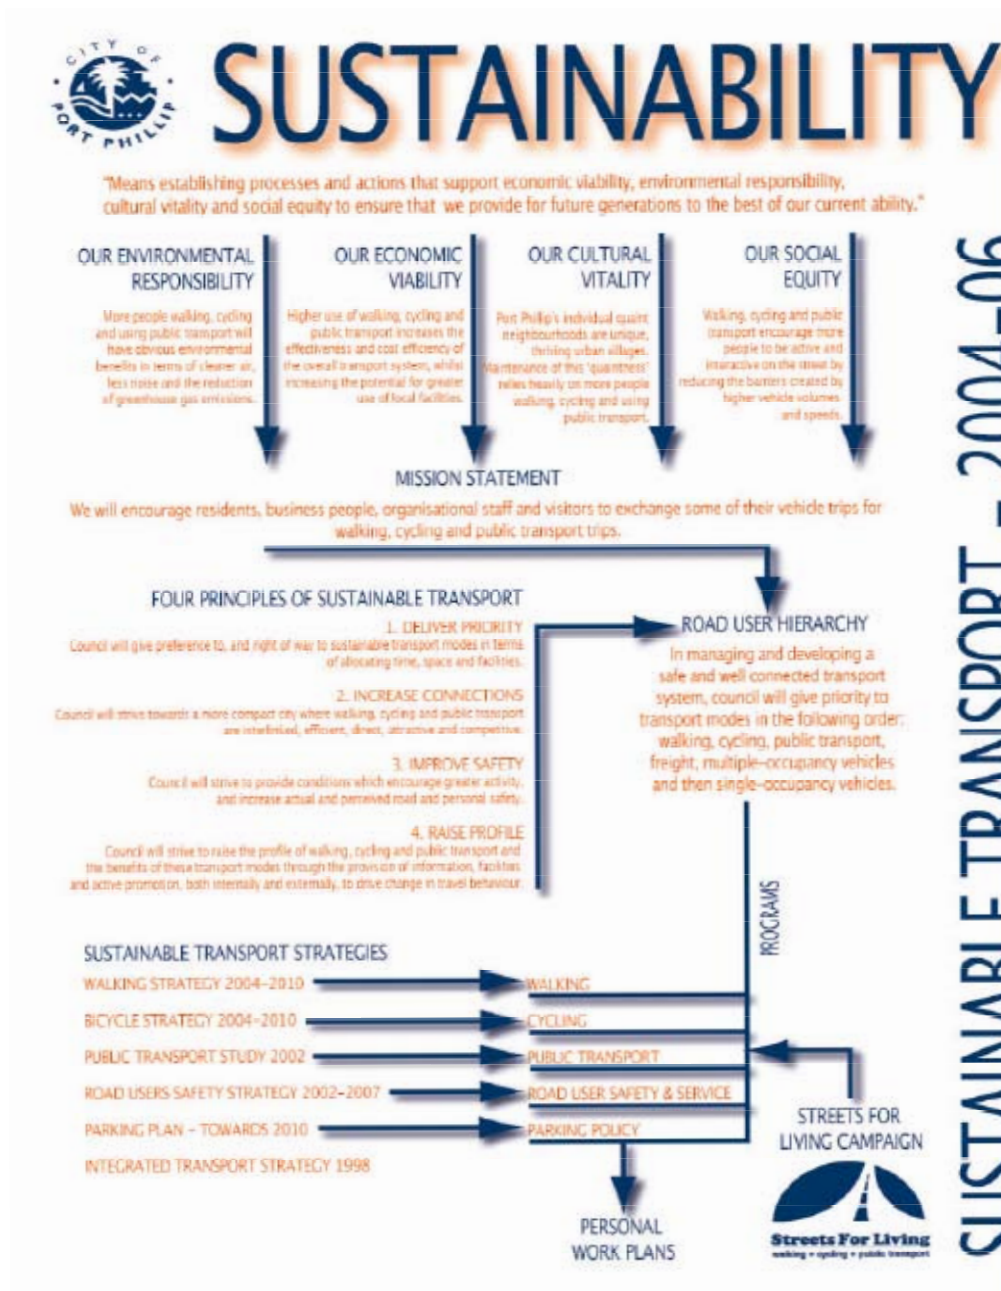 CITY OF
PORT PHILLIP
SUSTAINABILITY
"Means establishing processes and actions that support economic viability, environmental responsibility,
cultural vitality and social equity to ensure that we provide for future generations to the best of our current ability."
OUR ENVIRONMENTAL
RESPONSIBILITY
More people walking, cycling
and using public transport will
have obvious environmental
benefits in terms of cleaner air,
less noise and the reduction
of greenhouse gas emissions.
OUR ECONOMIC
VIABILITY
Higher use of walking, cycling and
public transport increases the
effectiveness and cost efficiency of
the overall transport system, whilst
increasing the potential for greater
use of local facilities.
OUR CULTURAL
VITALITY
Port Phillip's individual quaint
neighbourhoods are unique,
thriving urban villages.
Maintenance of this 'quaintness'
relies heavily on more people
walking, cycling and using
public transport.
OUR SOCIAL
EQUITY
Walking, cycling and public
transport encourage more
people to be active and
interactive on the street by
reducing the barriers created by
higher vehicle volumes
and speeds.
MISSION STATEMENT
We will encourage residents, business people, organisational staff and visitors to exchange some of their vehicle trips for
walking, cycling and public transport trips.
FOUR PRINCIPLES OF SUSTAINABLE TRANSPORT
1. DELIVER PRIORITY
Council will give preference to, and right of way to sustainable transport modes in terms
of allocating time, space and facilities.
2. INCREASE CONNECTIONS
Council will strive towards a more compact city where walking, cycling and public transport
are interlinked, efficient, direct, attractive and competitive.
3. IMPROVE SAFETY
Council will strive to provide conditions which encourage greater activity,
and increase actual and perceived road and personal safety.
4. RAISE PROFILE
Council will strive to raise the profile of walking, cycling and public transport and
the benefits of these transport modes through the provision of information, facilities
and active promotion, both internally and externally, to drive change in travel behaviour.
ROAD USER HIERARCHY
In managing and developing a
safe and well connected transport
system, council will give priority to
transport modes in the following order:
walking, cycling, public transport,
freight, multiple-occupancy vehicles
and then single-occupancy vehicles.
PROGRAMS
SUSTAINABLE TRANSPORT STRATEGIES
WALKING STRATEGY 2004-2010
WALKING
BICYCLE STRATEGY 2004-2010
CYCLING
PUBLIC TRANSPORT STUDY 2002
PUBLIC TRANSPORT
ROAD USERS SAFETY STRATEGY 2002-2007
ROAD USER SAFETY & SERVICE
PARKING PLAN - TOWARDS 2010
PARKING POLICY
INTEGRATED TRANSPORT STRATEGY 1998
STREETS FOR
LIVING CAMPAIGN
PERSONAL
WORK PLANS
Streets For Living
walking • cycling • public transport
SUSTAINABLE TRANSPORT - 2004-06